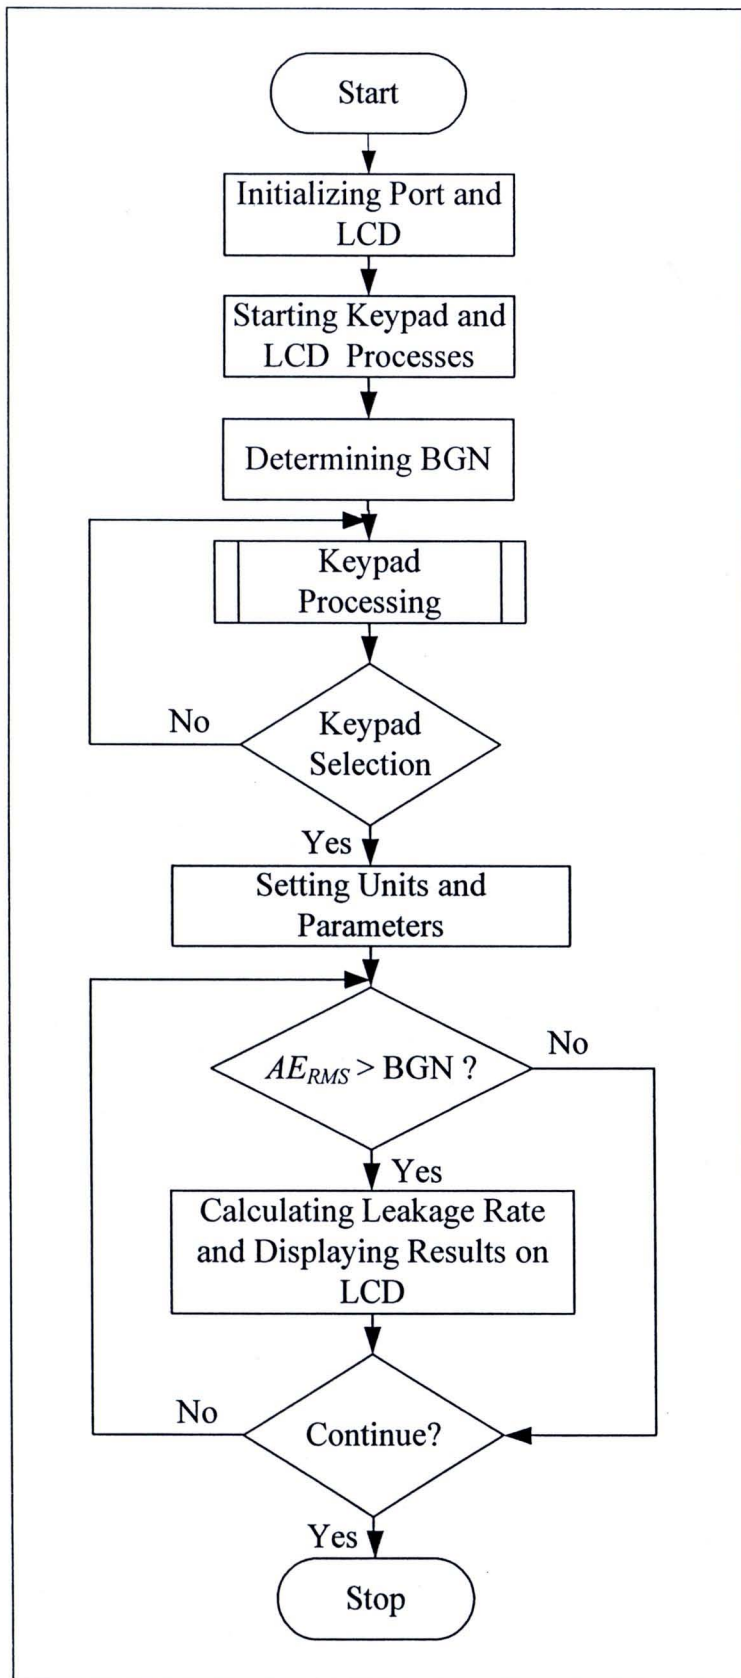 Start
Initializing Port and
LCD
Starting Keypad and
LCD Processes
Determining BGN
Keypad
Processing
No
Keypad
Selection
Yes
Setting Units and
Parameters
No
AE_RMS > BGN ?
Yes
Calculating Leakage Rate
and Displaying Results on
LCD
No
Continue?
Yes
Stop